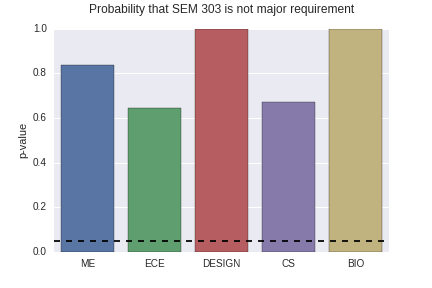 Probability that SEM 303 is not major requirement
1.0
0.8
0.6
0.4
0.2
0.0
p-value
ME ECE DESIGN CS BIO